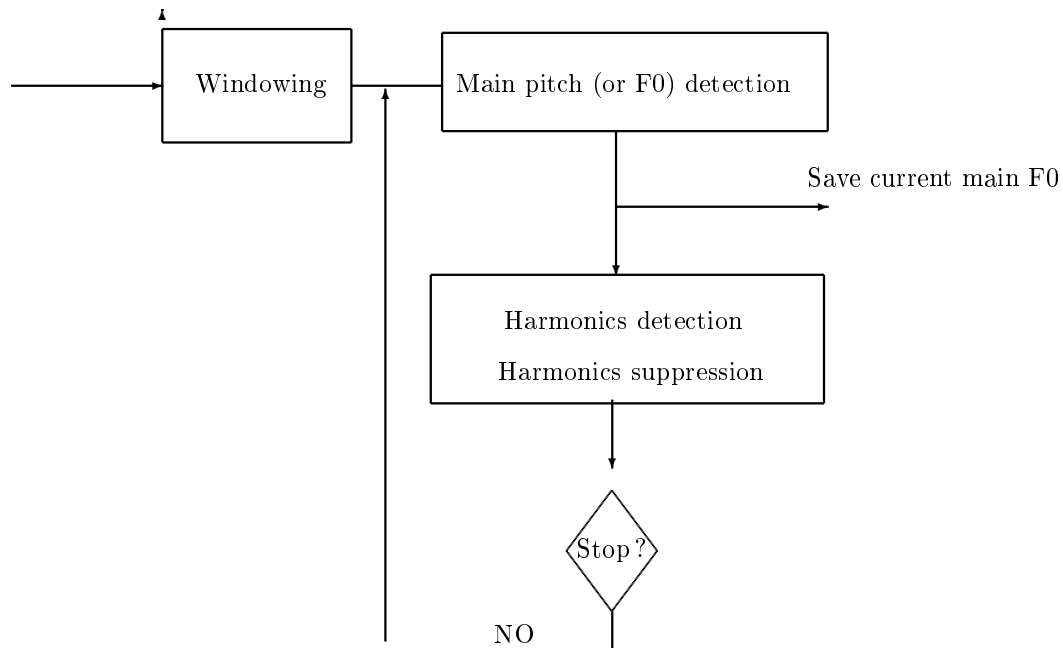 Windowing
Main pitch (or F0) detection
Save current main F0
Harmonics detection
Harmonics suppression
Stop?
NO